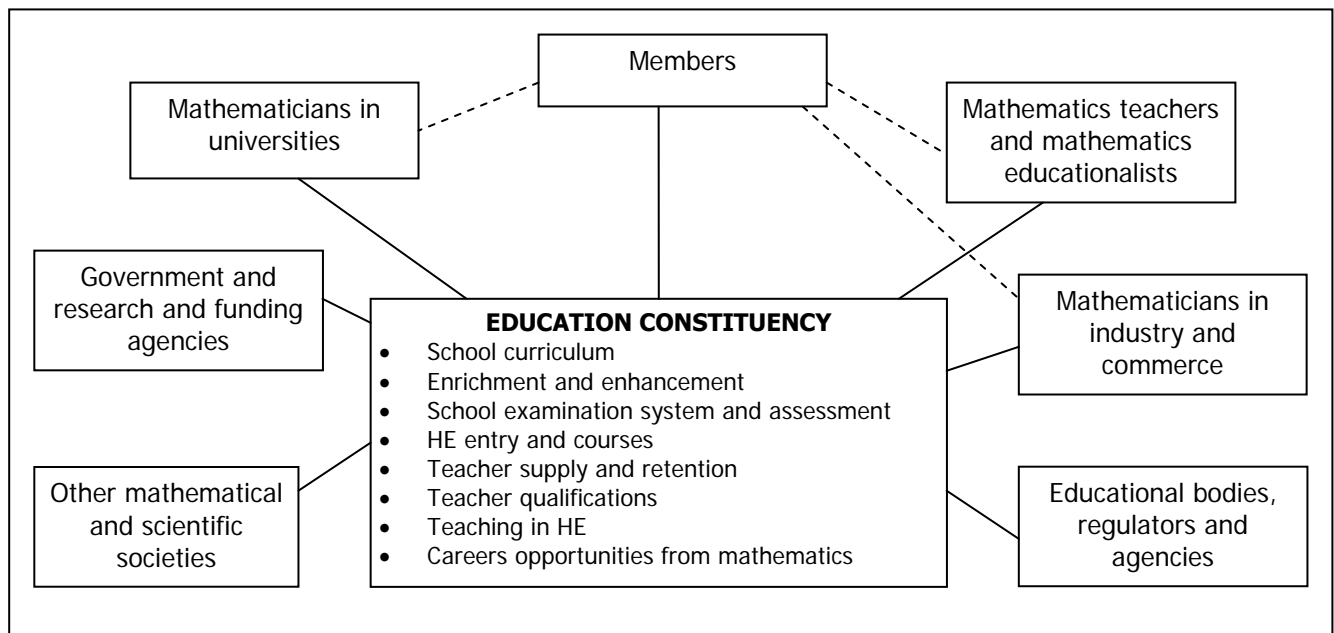 Members
Mathematicians in
universities
Mathematics teachers
and mathematics
educationalists
Government and
research and funding
agencies
EDUCATION CONSTITUENCY
• School curriculum
• Enrichment and enhancement
• School examination system and assessment
• HE entry and courses
• Teacher supply and retention
• Teacher qualifications
• Teaching in HE
• Careers opportunities from mathematics
Mathematicians in
industry and
commerce
Other mathematical
and scientific
societies
Educational bodies,
regulators and
agencies